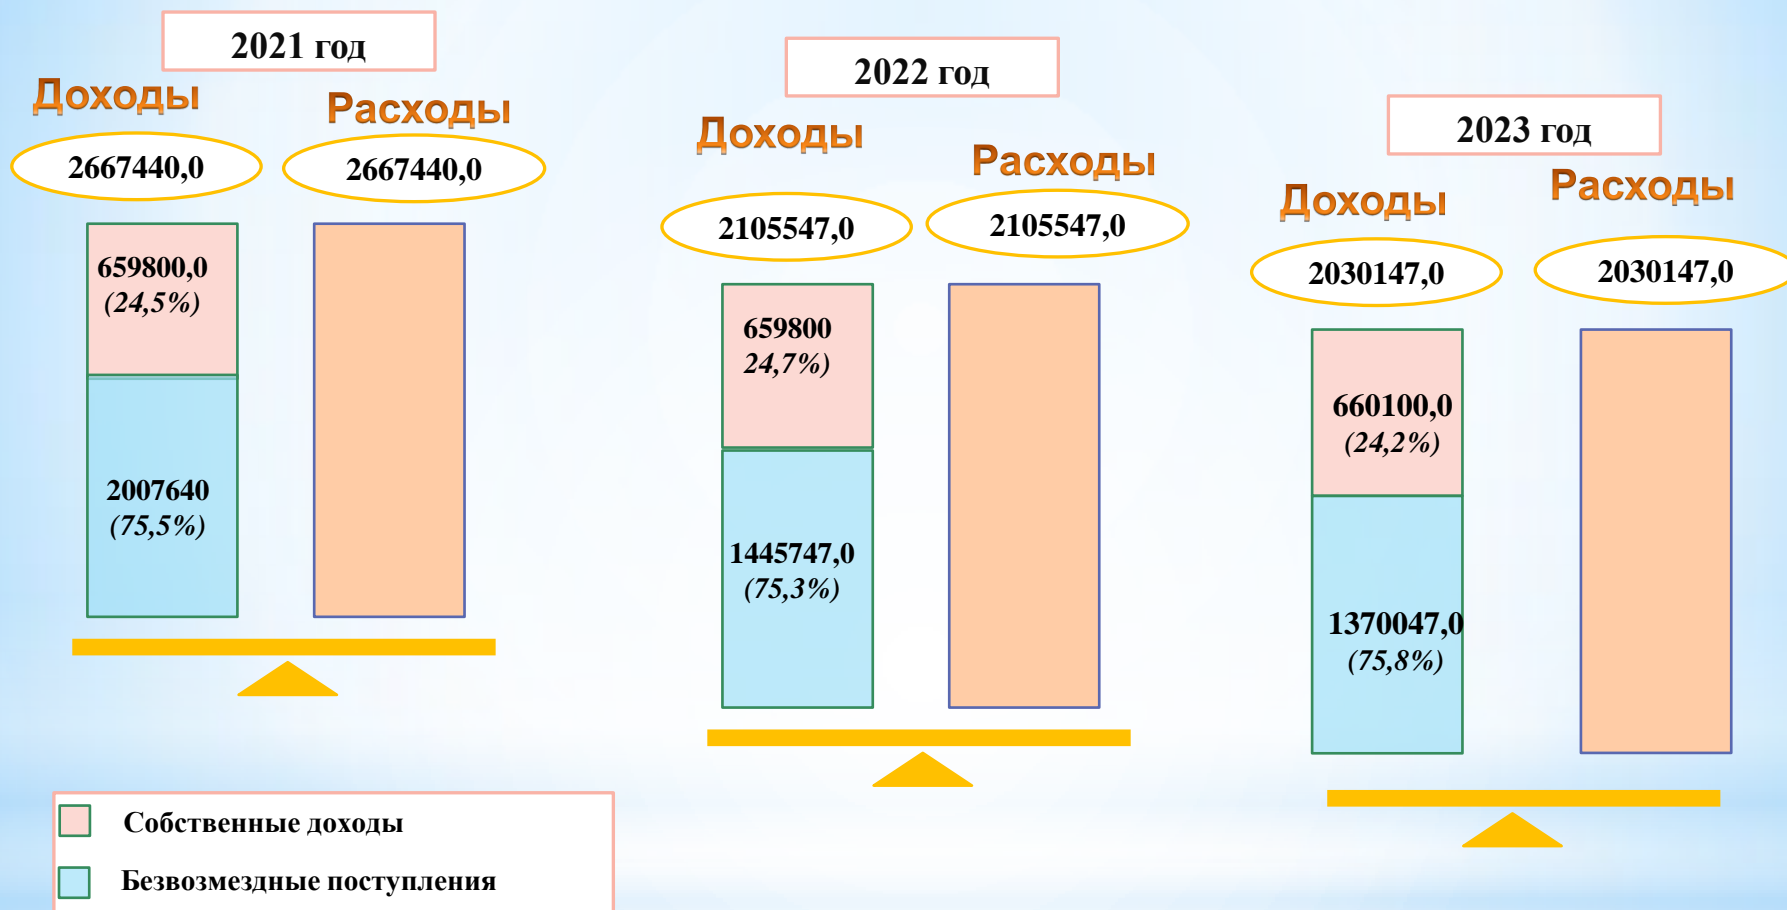 2021 год
Доходы
Расходы
2667440,0
2667440,0
659800,0
(24,5%)
2007640
(75,5%)
2022 год
Доходы
Расходы
2105547,0
2105547,0
659800
24,7%)
1445747,0
(75,3%)
2023 год
Доходы
Расходы
2030147,0
2030147,0
660100,0
(24,2%)
1370047,0
(75,8%)
Собственные доходы
Безвозмездные поступления